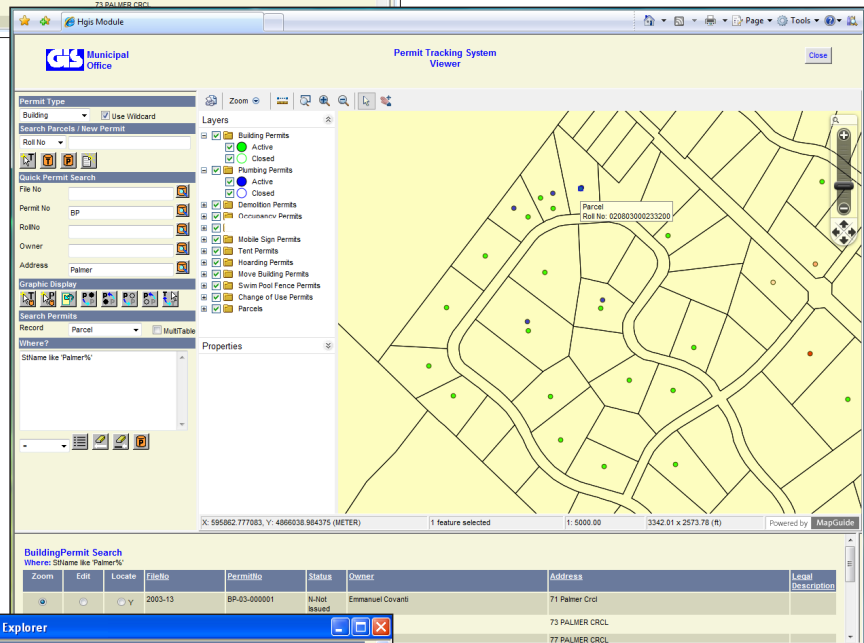 73 PALMER CRCL
Hgis Module
Page
Tools
GIS Municipal
Office
Permit Tracking System
Viewer
Close
Permit Type
Building
Use Wildcard
Search Parcels / New Permit
Roll No
Quick Permit Search
File No
Permit No
BP
RollNo
Owner
Address
Palmer
Graphic Display
Search Permits
Record
Parcel
MultiTable
Where?
StName like 'Palmer%'
=
Zoom
Layers
Building Permits
Active
Closed
Plumbing Permits
Active
Closed
Demolition Permits
Occupancy Permits
Mobile Sign Permits
Tent Permits
Hoarding Permits
Move Building Permits
Swim Pool Fence Permits
Change of Use Permits
Parcels
Properties
Parcel
Roll No: 020803000233200
X: 595862.777083, Y: 4866038.984375 (METER)
1 feature selected
1: 5000.00
3342.01 x 2573.78 (ft)
Powered by MapGuide
BuildingPermit Search
Where: StName like 'Palmer%'
Zoom Edit Locate FileNo PermitNo Status Owner Address Legal
Description
Y 2003-13 BP-03-000001 N-Not
Issued
Emmanuel Covanti 71 Palmer Crcl
73 PALMER CRCL
77 PALMER CRCL
Explorer